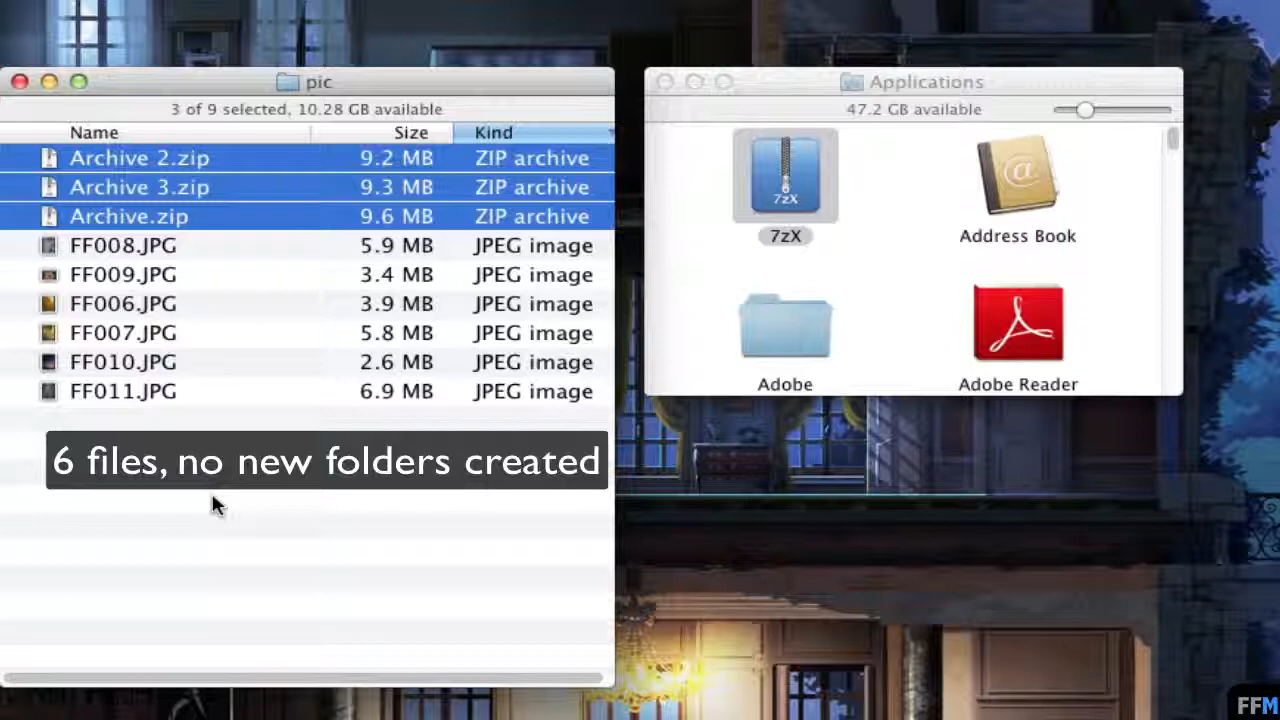 pic
3 of 9 selected, 10.28 GB available
Name Size Kind
Archive 2.zip 9.2 MB ZIP archive
Archive 3.zip 9.3 MB ZIP archive
Archive.zip 9.6 MB ZIP archive
FF008.JPG 5.9 MB JPEG image
FF009.JPG 3.4 MB JPEG image
FF006.JPG 3.9 MB JPEG image
FF007.JPG 5.8 MB JPEG image
FF010.JPG 2.6 MB JPEG image
FF011.JPG 6.9 MB JPEG image
6 files, no new folders created
Applications
47.2 GB available
7zX
7zX
Address Book
Adobe
Adobe Reader
FFM